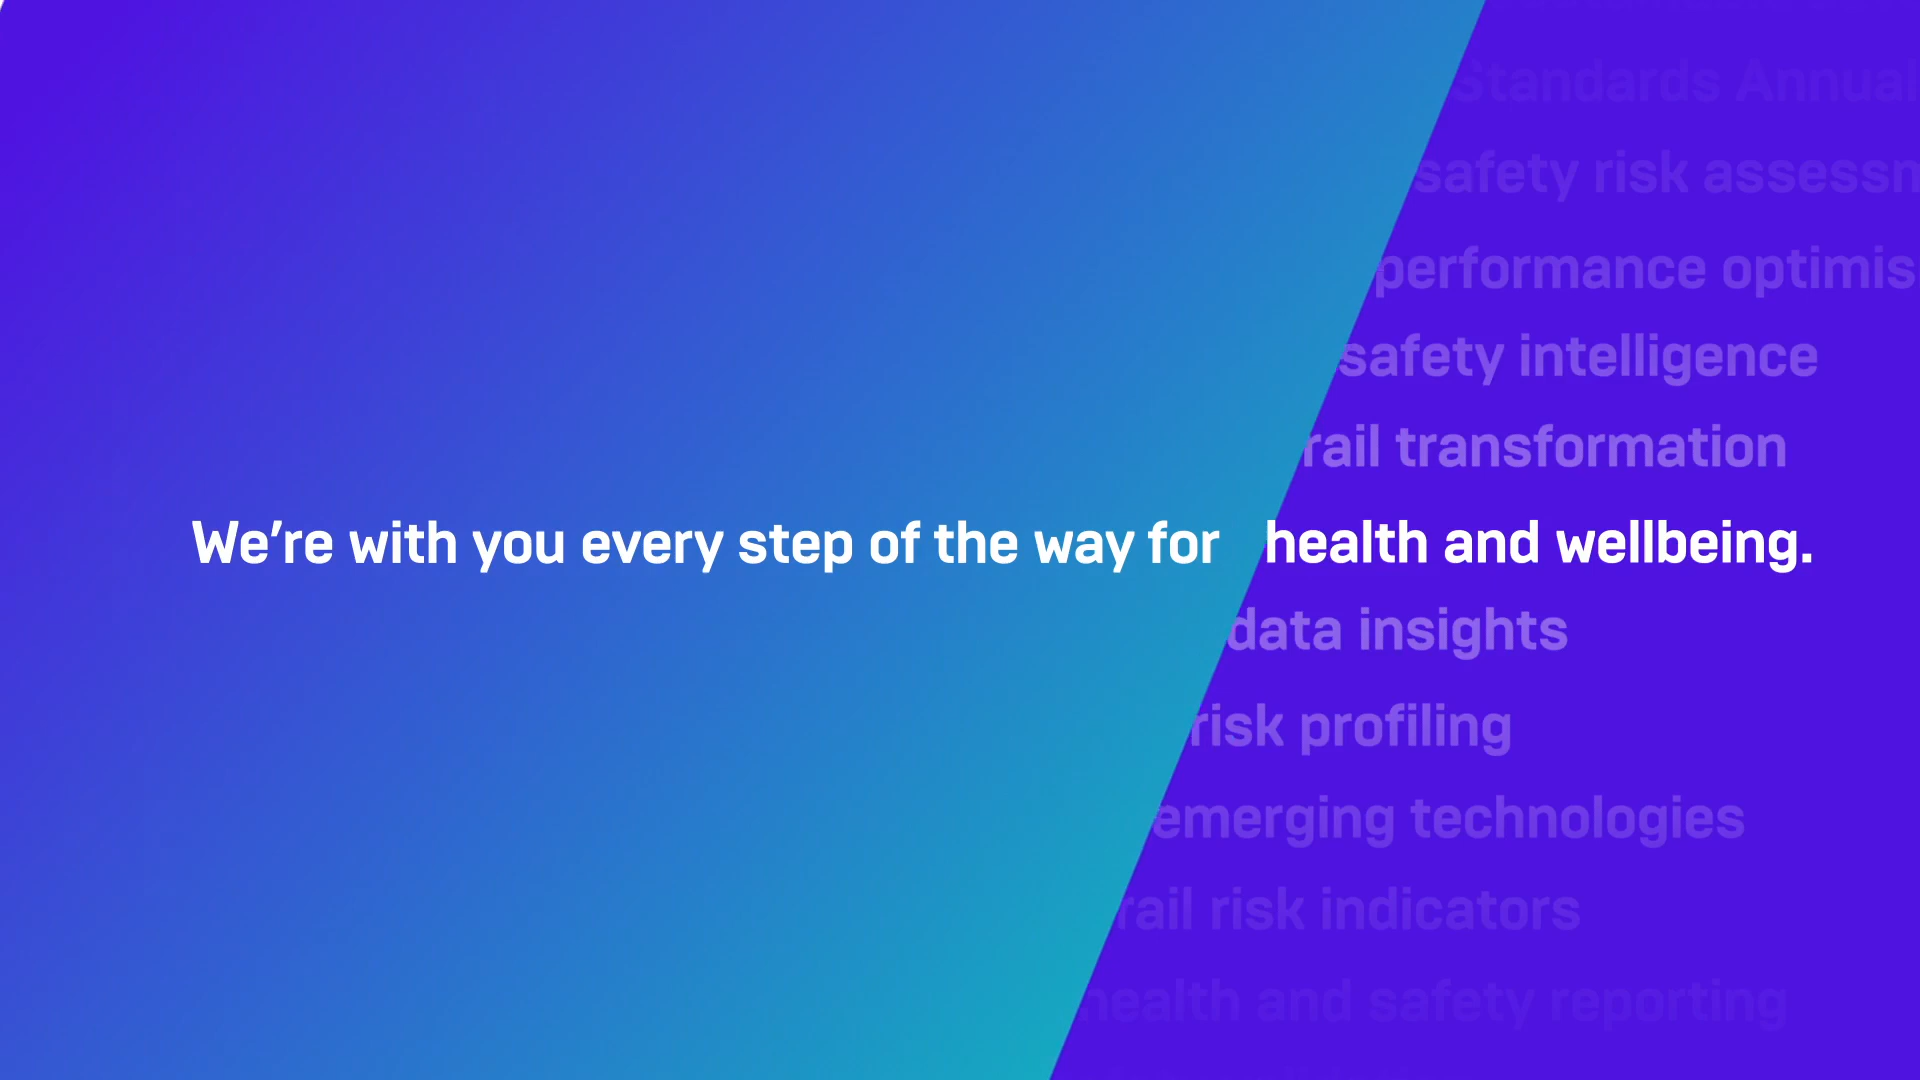 Standards Annual
safety risk assessm
performance optimis
safety intelligence
rail transformation
We’re with you every step of the way for health and wellbeing.
data insights
risk profiling
emerging technologies
rail risk indicators
health and safety reporting